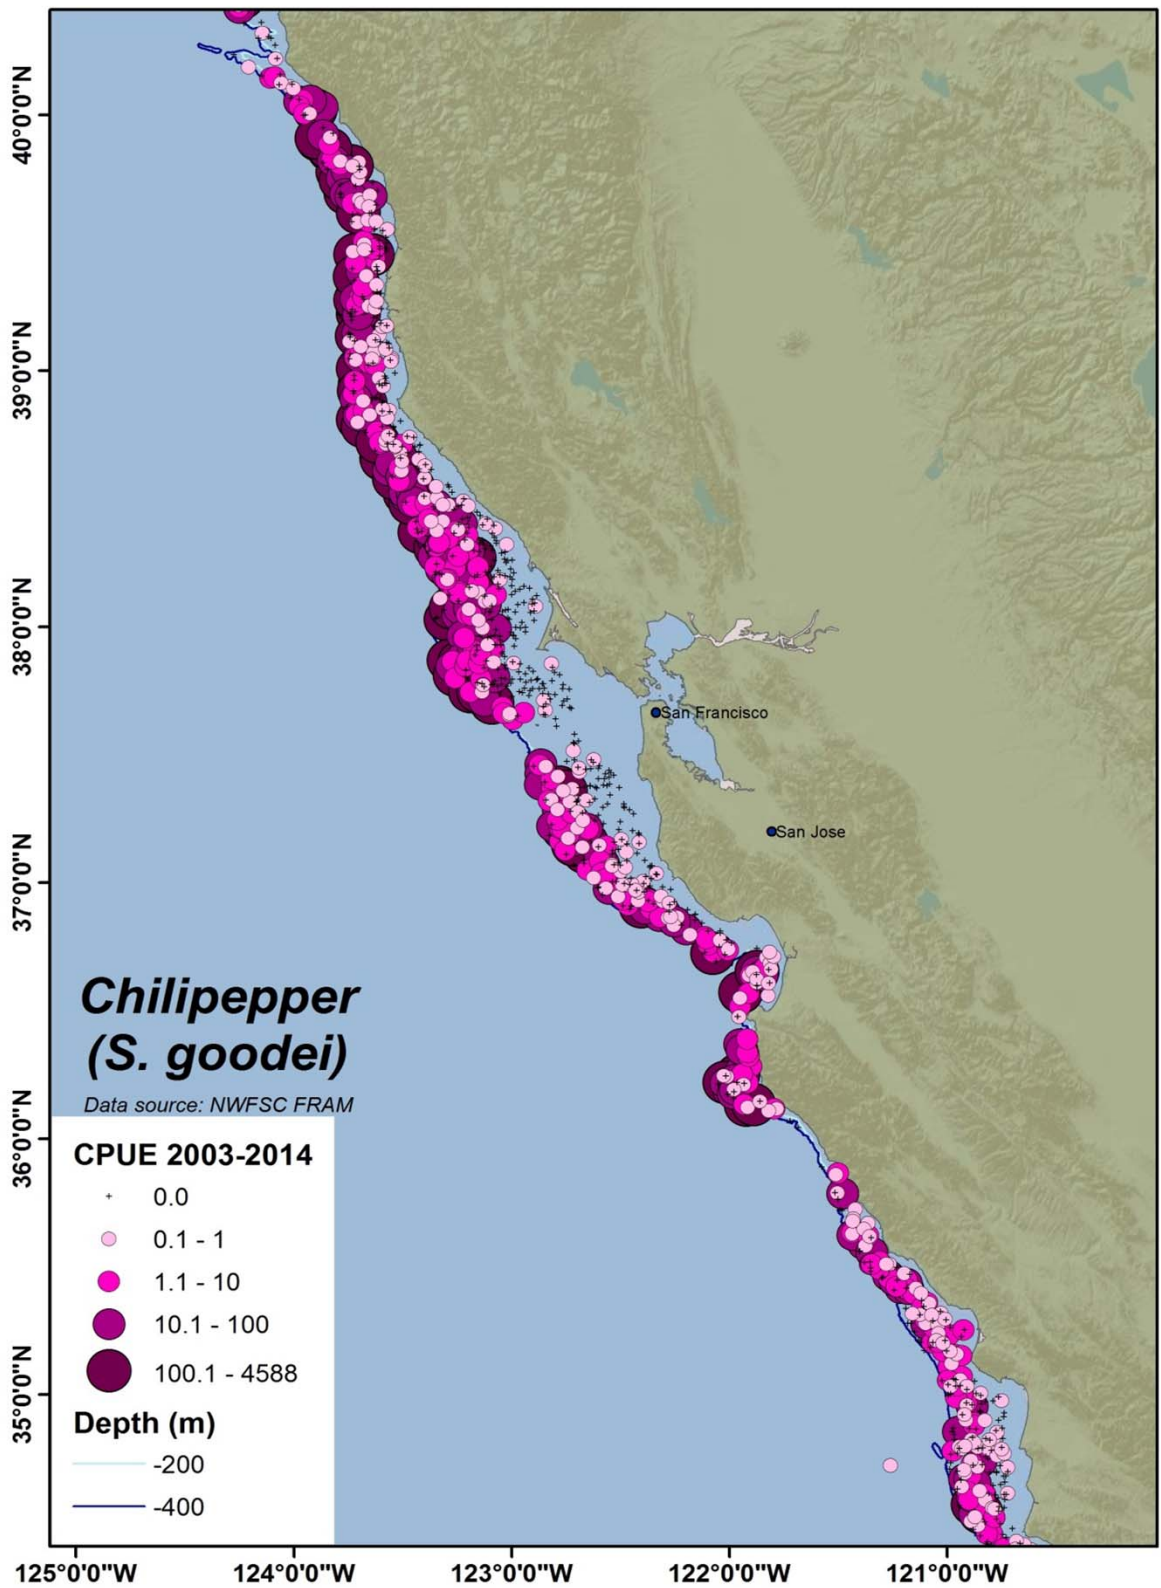 40°0'0"N
39°0'0"N
38°0'0"N
San Francisco
San Jose
37°0'0"N
Chilipepper
(S. goodei)
Data source: NWFSC FRAM
36°0'0"N
CPUE 2003-2014
0.0
0.1 - 1
1.1 - 10
10.1 - 100
100.1 - 4588
35°0'0"N
Depth (m)
-200
-400
125°0'0"W 124°0'0"W 123°0'0"W 122°0'0"W 121°0'0"W